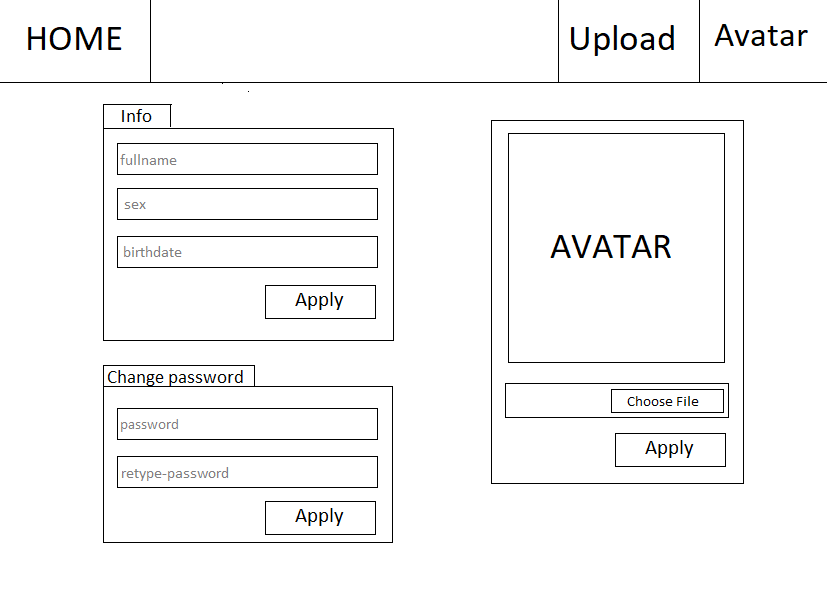 HOME
Upload
Avatar
Info
fullname
sex
birthdate
Apply
Change password
password
retype-password
Apply
AVATAR
Choose File
Apply